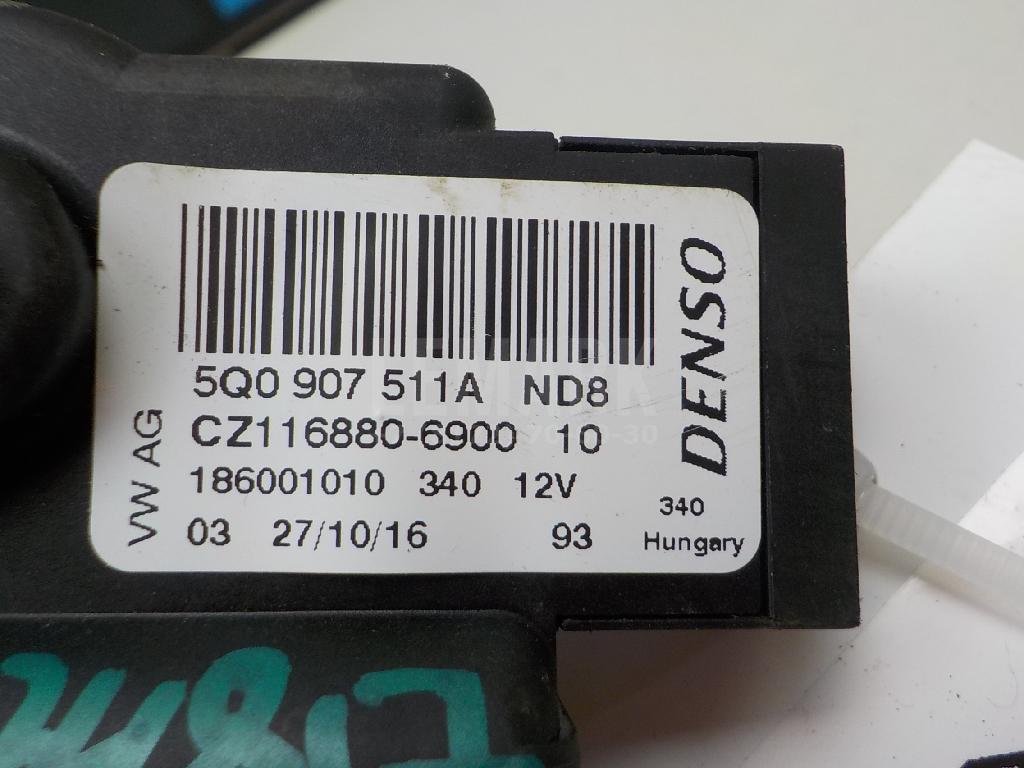 5Q0 907 511A ND8
CZ116880-6900 10
186001010 340 12V
03 27/10/16 93
VW AG
DENSO
340
Hungary
LEMARK